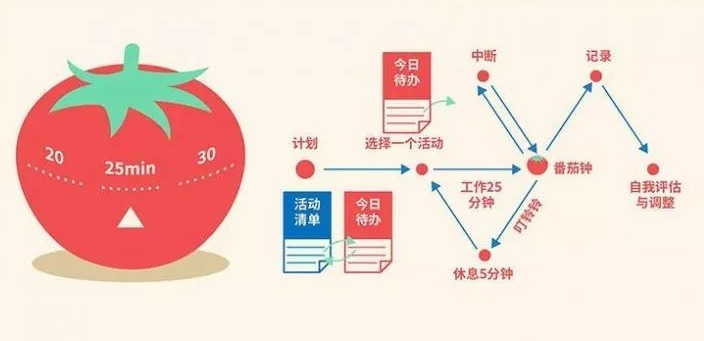 20
25min
30
计划
活动
清单
今日
待办
今日
待办
选择一个活动
工作25
分钟
中断
番茄钟
叮铃铃
休息5分钟
记录
自我评估
与调整